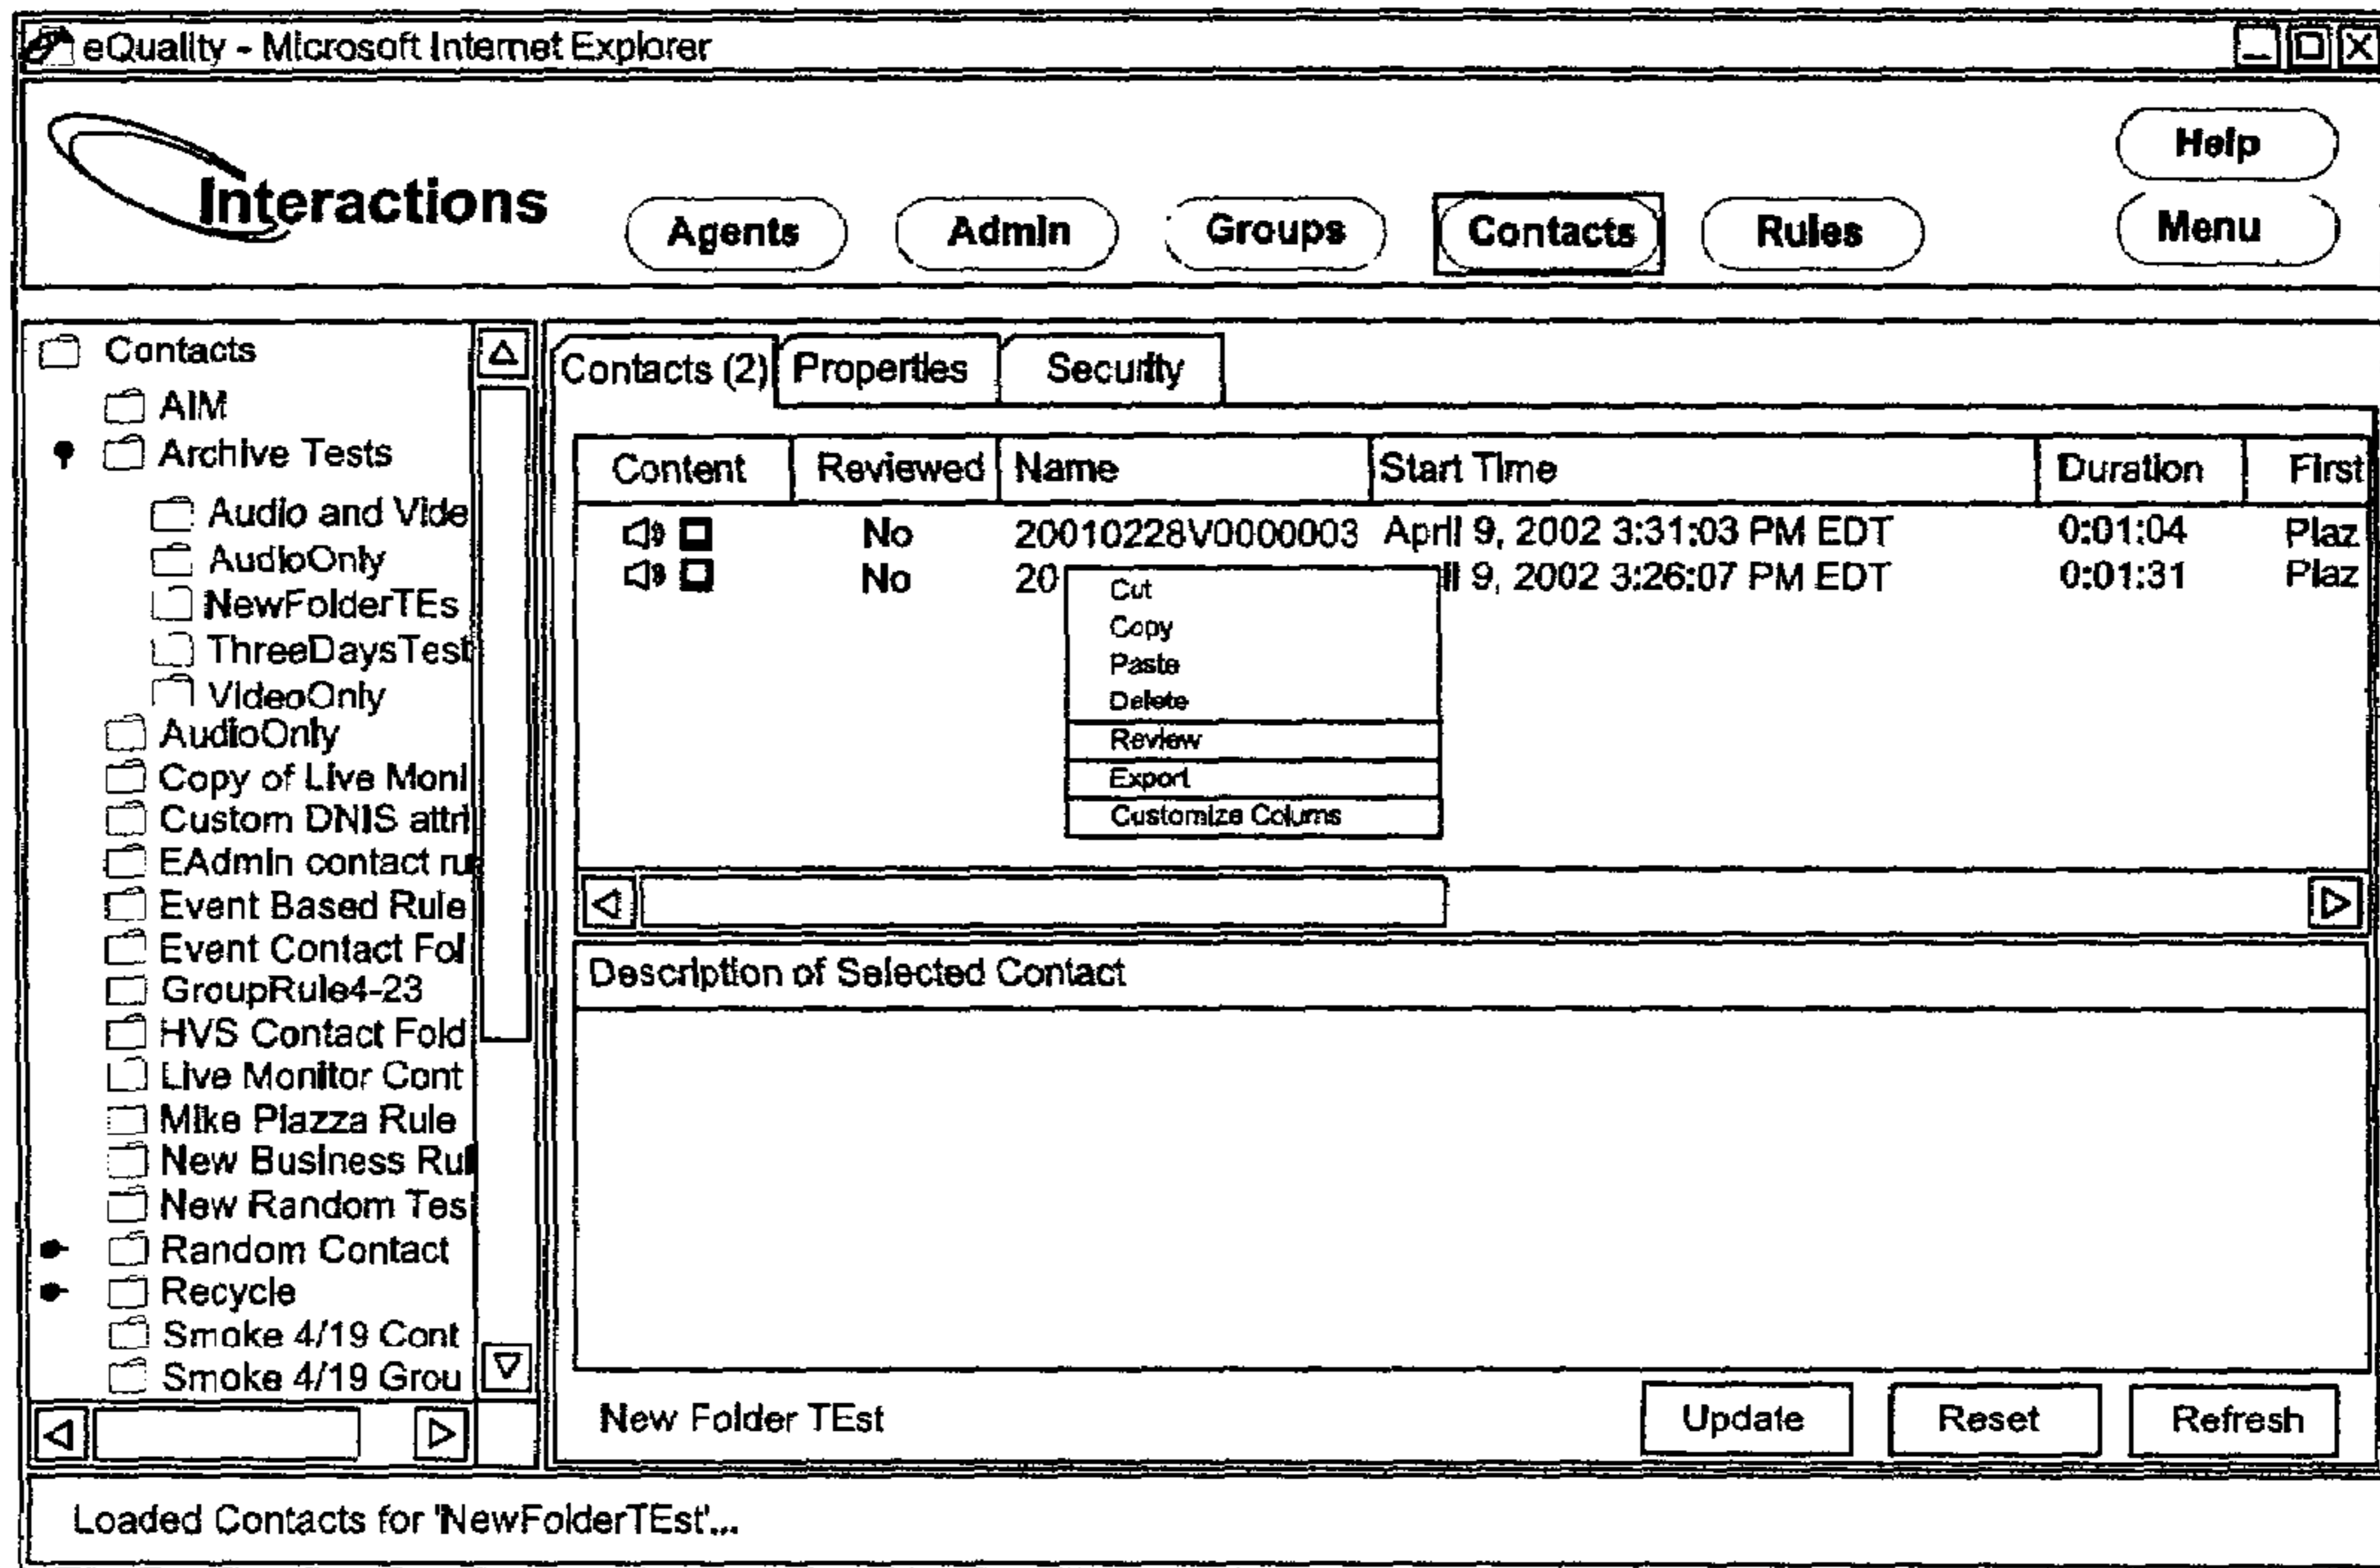 eQuality - Microsoft Internet Explorer
Interactions
Agents Admin Groups Contacts Rules
Help
Menu
Contacts
AIM
Archive Tests
Audio and Vide
AudioOnly
NewFolderTEs
ThreeDaysTest
VideoOnly
AudioOnly
Copy of Live Moni
Custom DNIS attri
EAdmin contact ru
Event Based Rule
Event Contact Fol
GroupRule4-23
HVS Contact Fold
Live Monitor Cont
Mike Piazza Rule
New Business Rul
New Random Tes
Random Contact
Recycle
Smoke 4/19 Cont
Smoke 4/19 Grou
Contacts (2) Properties Security
Content Reviewed Name Start Time Duration First
No 20010228V0000003 April 9, 2002 3:31:03 PM EDT 0:01:04 Piaz
No 20 il 9, 2002 3:26:07 PM EDT 0:01:31 Piaz
Cut
Copy
Paste
Delete
Review
Export
Customize Colums
Description of Selected Contact
New Folder TEst Update Reset Refresh
Loaded Contacts for 'NewFolderTEst'...